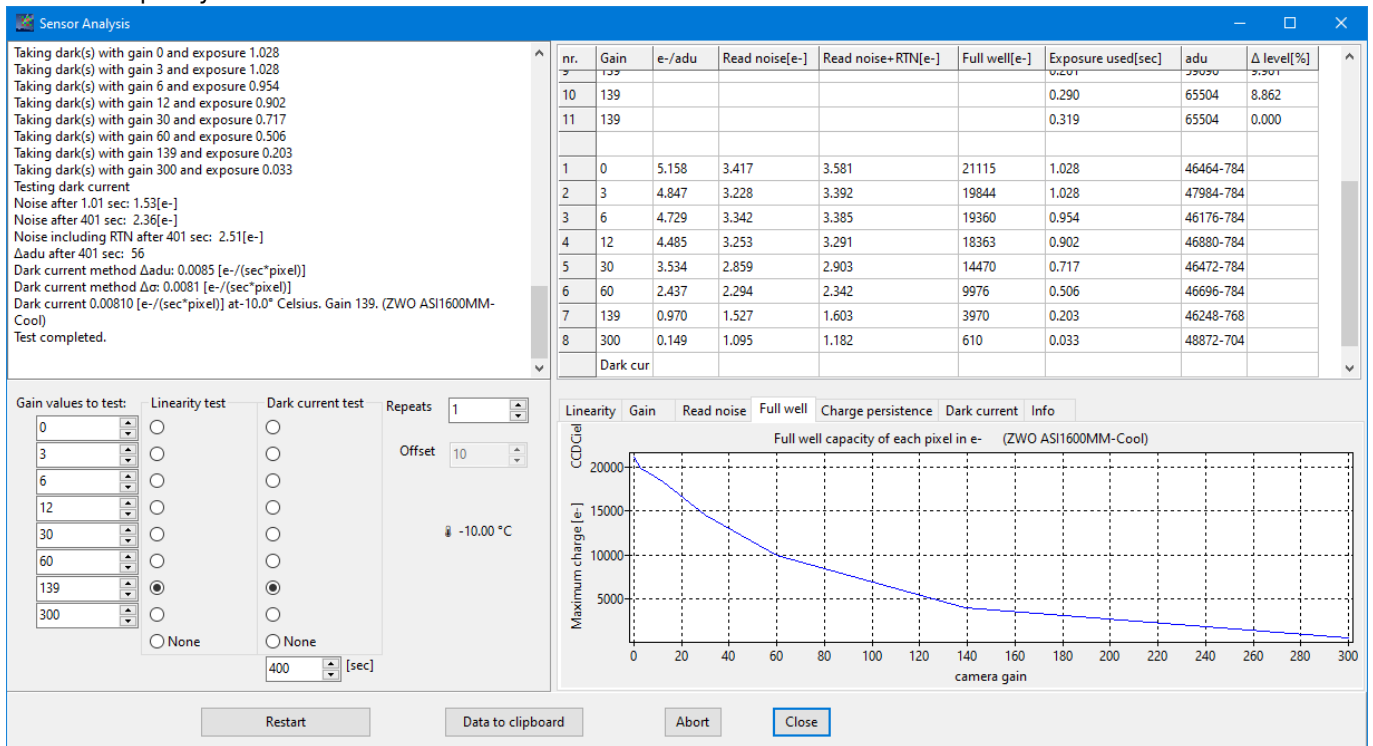 Sensor Analysis
Taking dark(s) with gain 0 and exposure 1.028
Taking dark(s) with gain 3 and exposure 1.028
Taking dark(s) with gain 6 and exposure 0.954
Taking dark(s) with gain 12 and exposure 0.902
Taking dark(s) with gain 30 and exposure 0.717
Taking dark(s) with gain 60 and exposure 0.506
Taking dark(s) with gain 139 and exposure 0.203
Taking dark(s) with gain 300 and exposure 0.033
Testing dark current
Noise after 1.01 sec: 1.53[e-]
Noise after 401 sec:  2.36[e-]
Noise including RTN after 401 sec:  2.51[e-]
Δadu after 401 sec:  56
Dark current method Δadu: 0.0085 [e-/(sec*pixel)]
Dark current method Δσ: 0.0081 [e-/(sec*pixel)]
Dark current 0.00810 [e-/(sec*pixel)] at-10.0° Celsius. Gain 139. (ZWO ASI1600MM-
Cool)
Test completed.
nr. Gain e-/adu Read noise[e-] Read noise+RTN[e-] Full well[e-] Exposure used[sec] adu Δ level[%]
10 139 0.290 65504 8.862
11 139 0.319 65504 0.000
1 0 5.158 3.417 3.581 21115 1.028 46464-784
2 3 4.847 3.228 3.392 19844 1.028 47984-784
3 6 4.729 3.342 3.385 19360 0.954 46176-784
4 12 4.485 3.253 3.291 18363 0.902 46880-784
5 30 3.534 2.859 2.903 14470 0.717 46472-784
6 60 2.437 2.294 2.342 9976 0.506 46696-784
7 139 0.970 1.527 1.603 3970 0.203 46248-768
8 300 0.149 1.095 1.182 610 0.033 48872-704
Dark cur
Gain values to test: Linearity test Dark current test Repeats 1
0
3
6
12
30
60
139
300
Offset 10
-10.00 °C
None None
400 [sec]
Linearity Gain Read noise Full well Charge persistence Dark current Info
Full well capacity of each pixel in e- (ZWO ASI1600MM-Cool)
CCDCiel
Maximum charge [e-]
20000
15000
10000
5000
0 20 40 60 80 100 120 140 160 180 200 220 240 260 280 300
camera gain
Restart Data to clipboard Abort Close